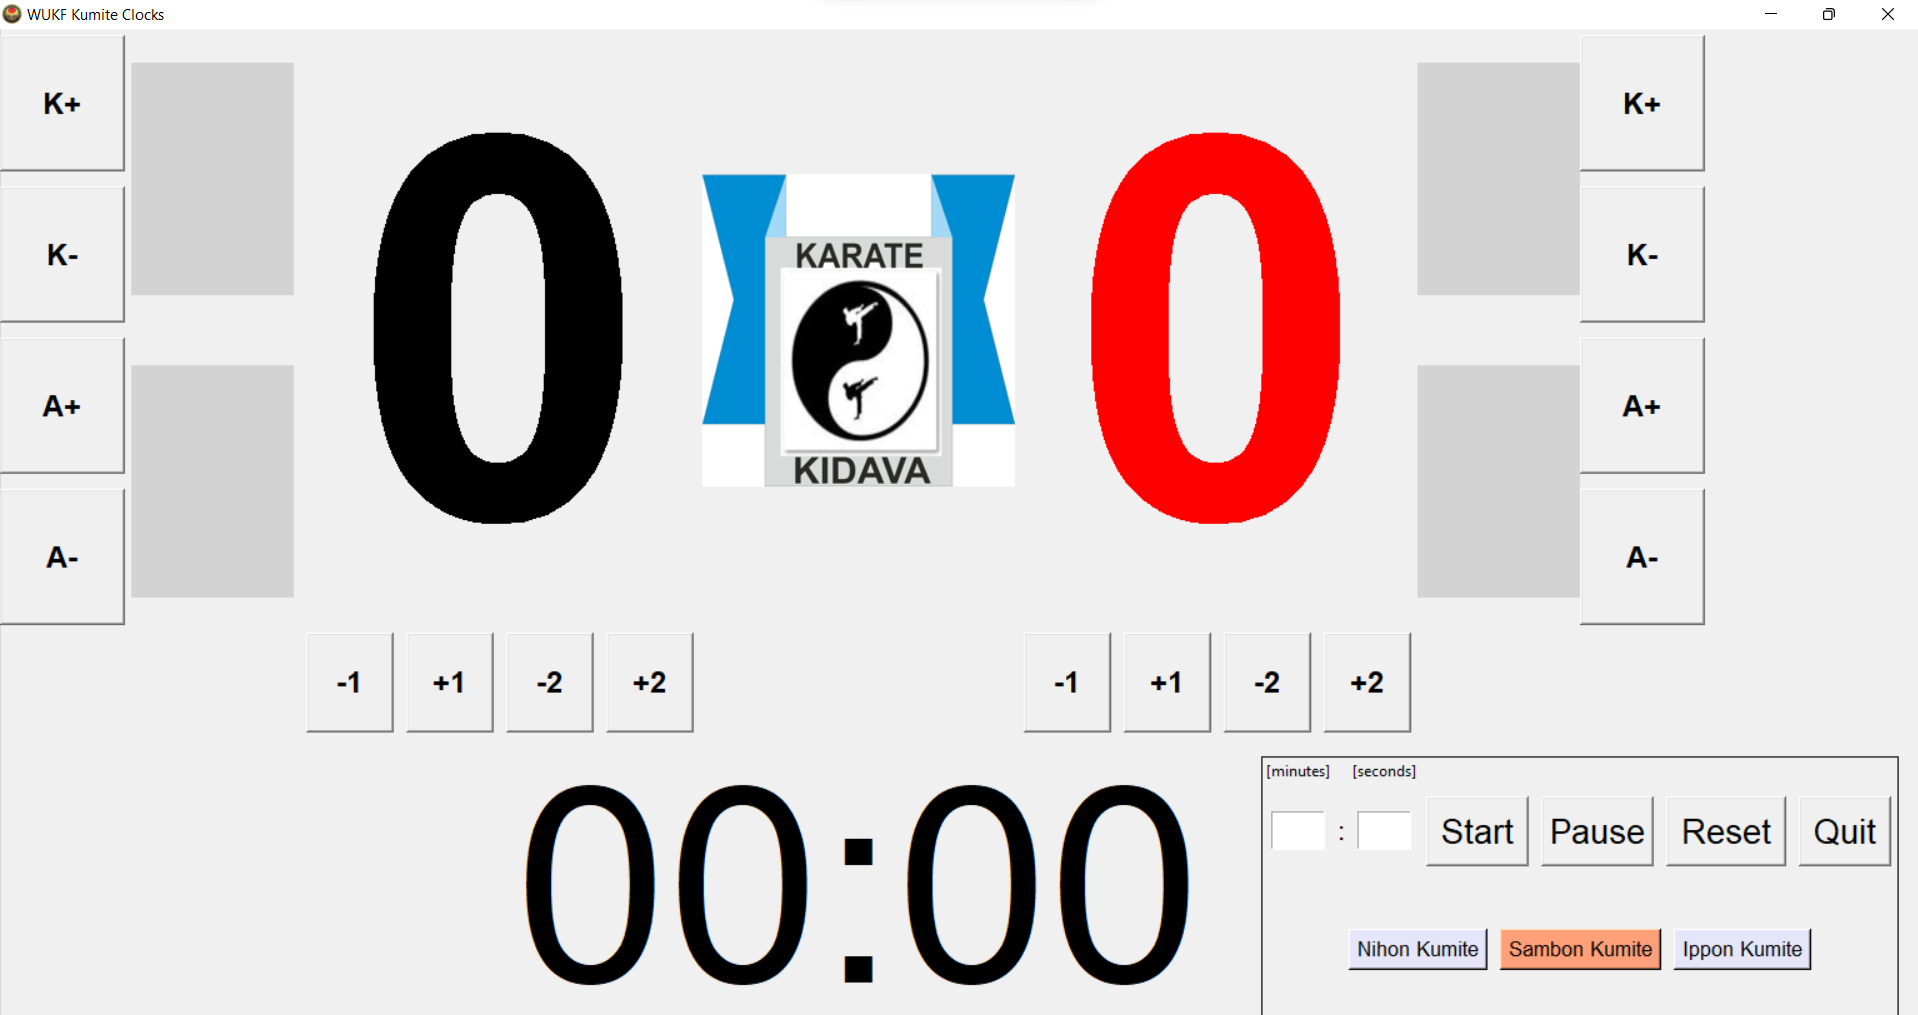 WUKF Kumite Clocks
K+
K-
A+
A-
0
KARATE
KIDAVA
0
K+
K-
A+
A-
-1 +1 -2 +2
-1 +1 -2 +2
00:00
[minutes] [seconds]
: Start Pause Reset Quit
Nihon Kumite Sambon Kumite Ippon Kumite